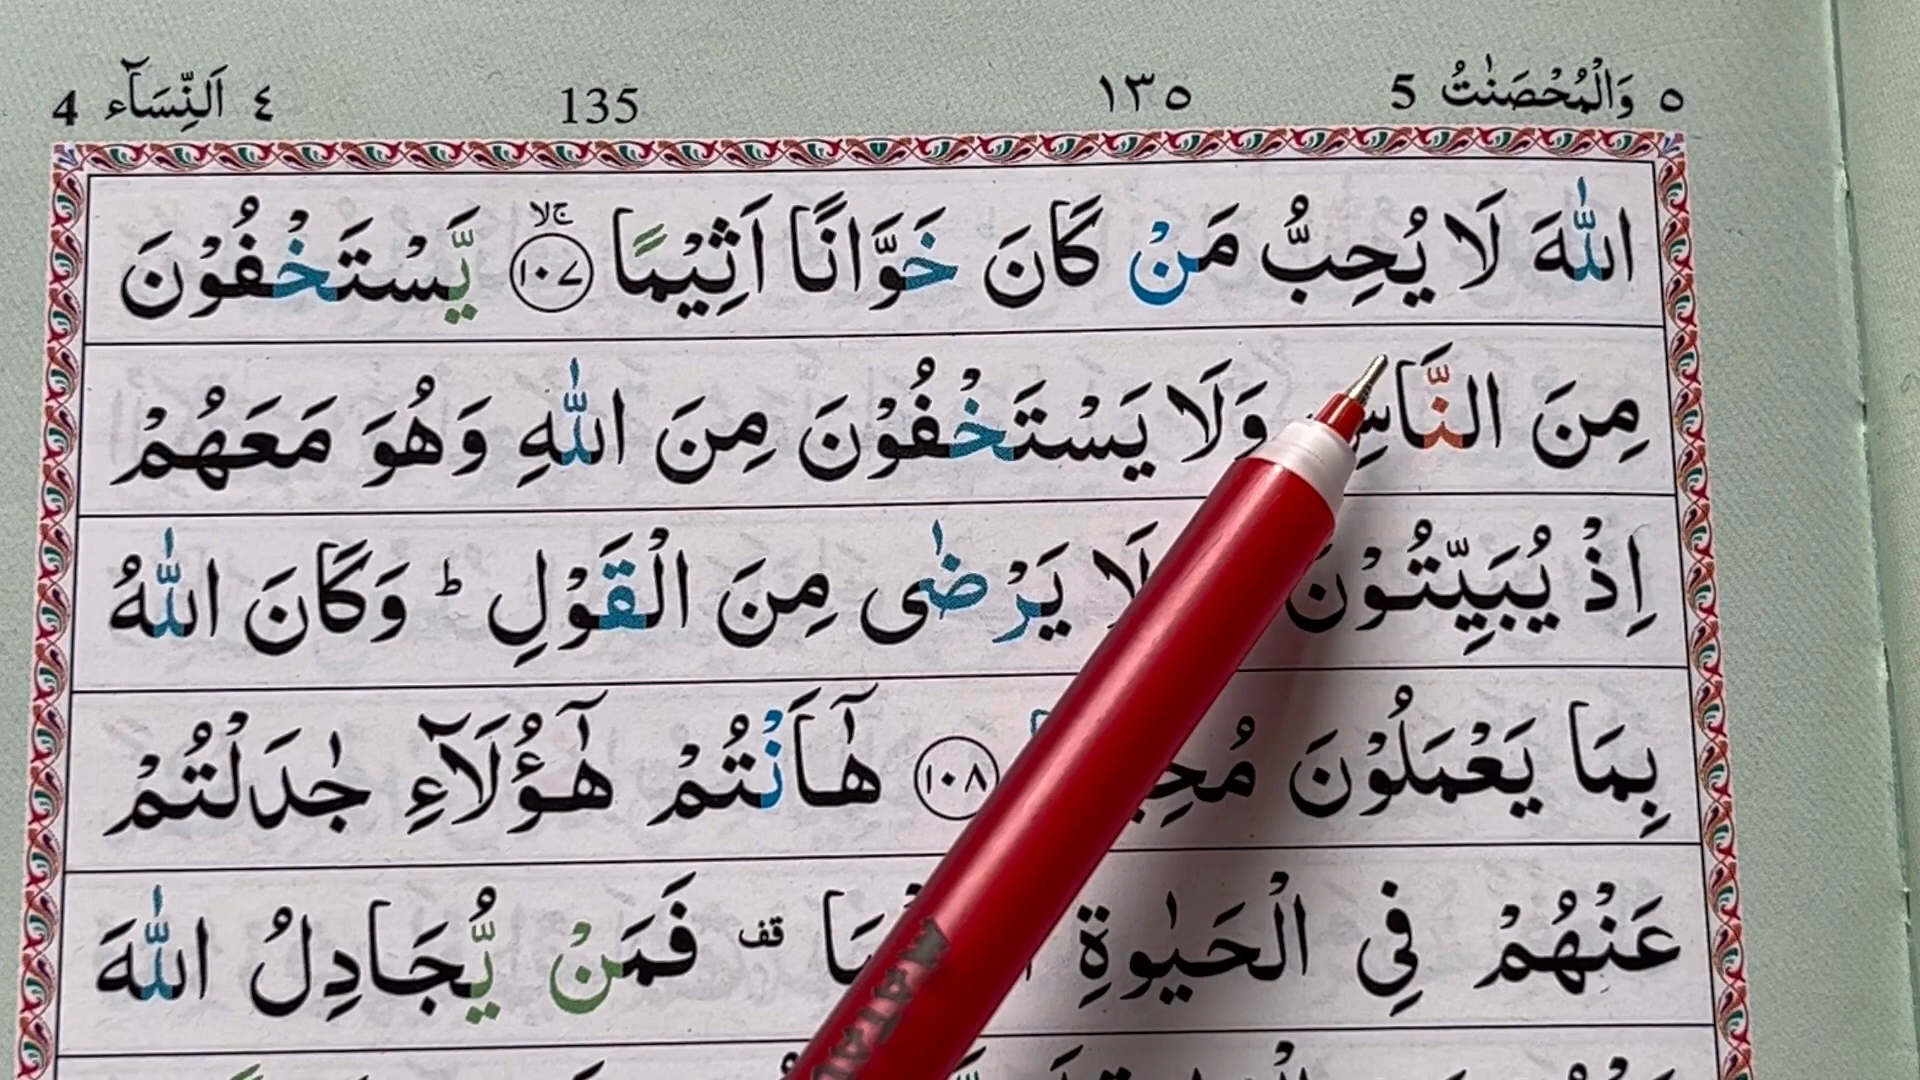 ٥ وَالْمُحْصَنٰتُ 5 ١٣٥ 135 ٤ اَلنِّسَآء 4
اللّٰهَ لَا يُحِبُّ مَنْ كَانَ خَوَّانًا اَثِيْمًا ۙۚ ١٠٧ يَّسْتَخْفُوْنَ
مِنَ النَّاسِ وَلَا يَسْتَخْفُوْنَ مِنَ اللّٰهِ وَهُوَ مَعَهُمْ
اِذْ يُبَيِّتُوْنَ لَا يَرْضٰى مِنَ الْقَوْلِ ؕ وَكَانَ اللّٰهُ
بِمَا يَعْمَلُوْنَ ١٠٨ هٰٓاَنْتُمْ هٰٓؤُلَآءِ جٰدَلْتُمْ
عَنْهُمْ فِى الْحَيٰوةِ قف فَمَنْ يُّجَادِلُ اللّٰهَ